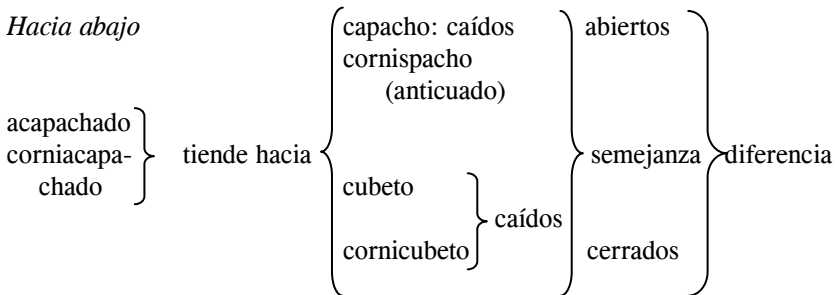 Hacia abajo
capacho: caídos
abiertos
cornispacho
(anticuado)
acapachado
corniacapa-
chado
tiende hacia
semejanza
diferencia
cubeto
caídos
cornicubeto
cerrados